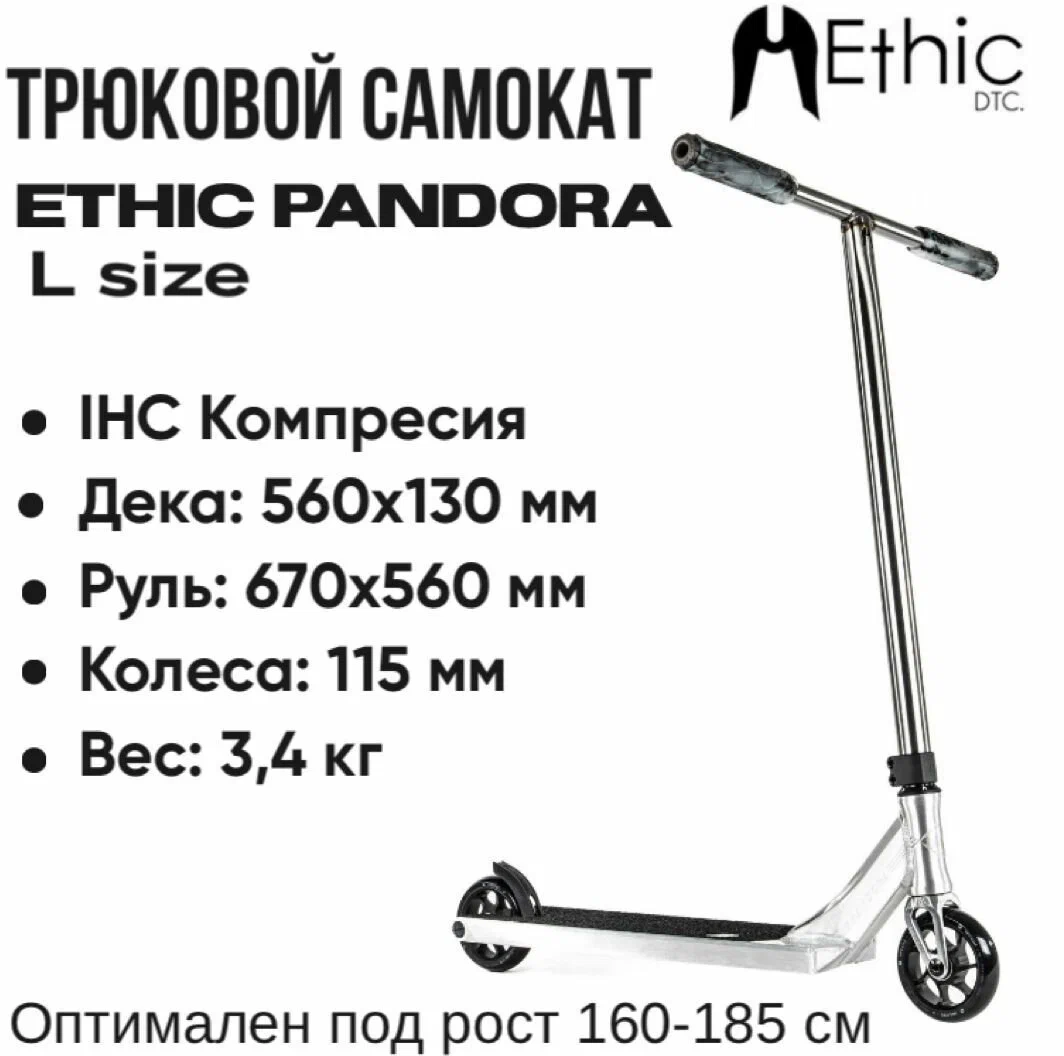 Ethic
DTC.
ТРЮКОВОЙ САМОКАТ
ETHIC PANDORA
L size
• IHC Компресия
• Дека: 560x130 мм
• Руль: 670x560 мм
• Колеса: 115 мм
• Вес: 3,4 кг
Оптимален под рост 160-185 см